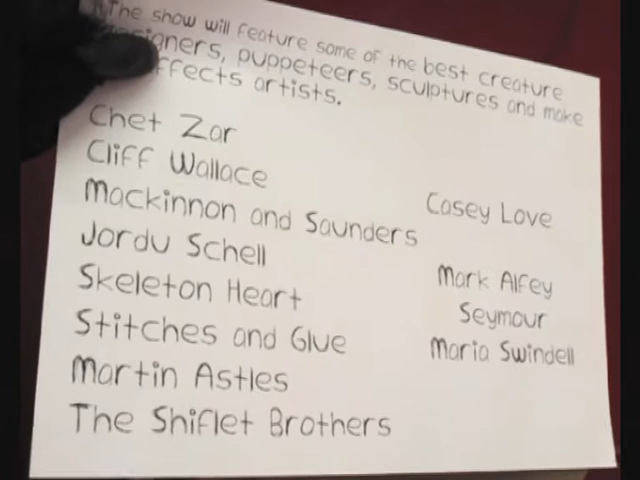 The show will feature some of the best creature
designers, puppeteers, sculptures and make
effects artists.
Chet Zar
Cliff Wallace
Mackinnon and Saunders
Jordu Schell
Skeleton Heart
Stitches and Glue
Martin Astles
The Shiflet Brothers
Casey Love
Mark Alfey
Seymour
Maria Swindell